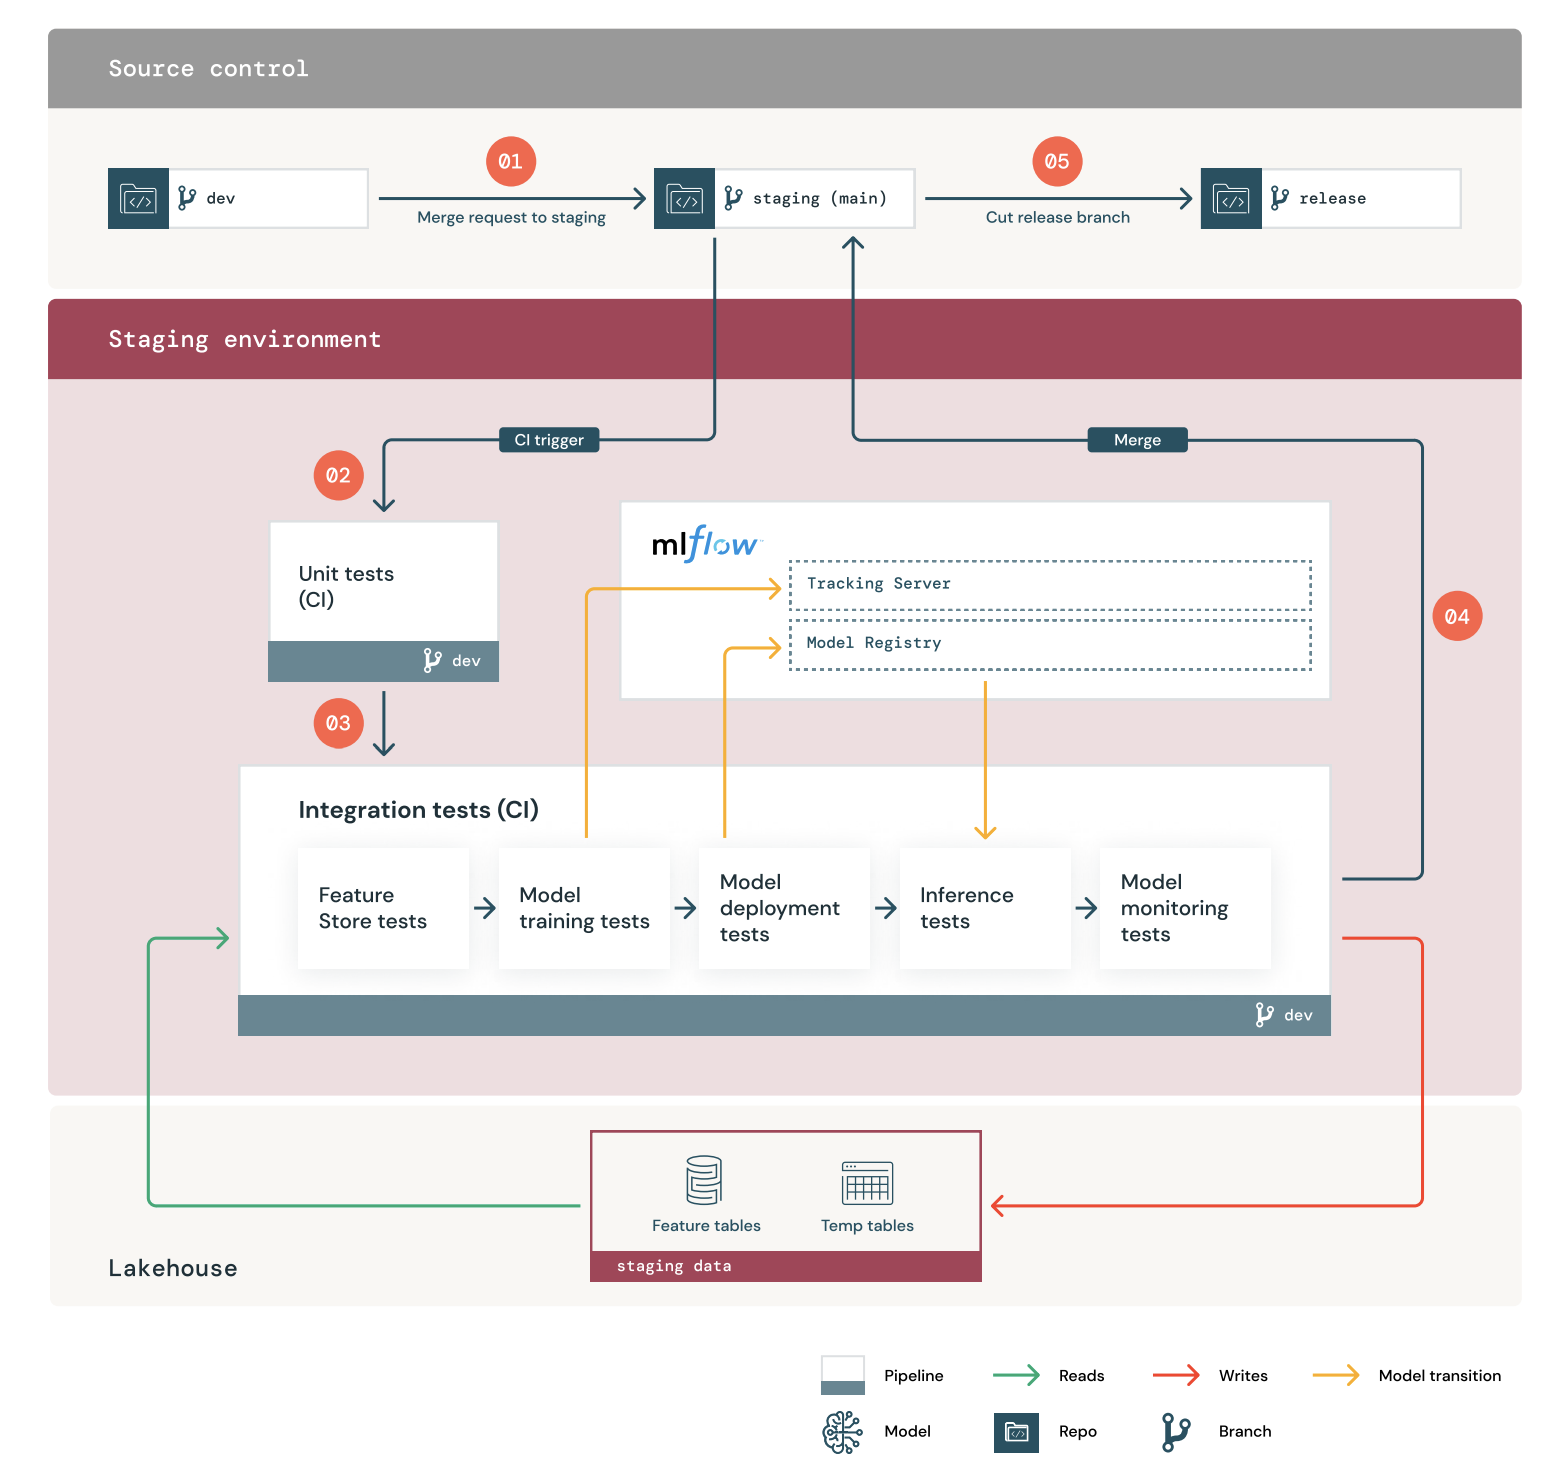 Source control
01
05
dev
staging (main)
release
Merge request to staging
Cut release branch
Staging environment
CI trigger
Merge
02
mlflow™
Unit tests
(CI)
Tracking Server
04
Model Registry
dev
03
Integration tests (CI)
Feature
Store tests
Model
training tests
Model
deployment
tests
Inference
tests
Model
monitoring
tests
dev
Feature tables
Temp tables
staging data
Lakehouse
Pipeline
Reads
Writes
Model transition
Model
Repo
Branch